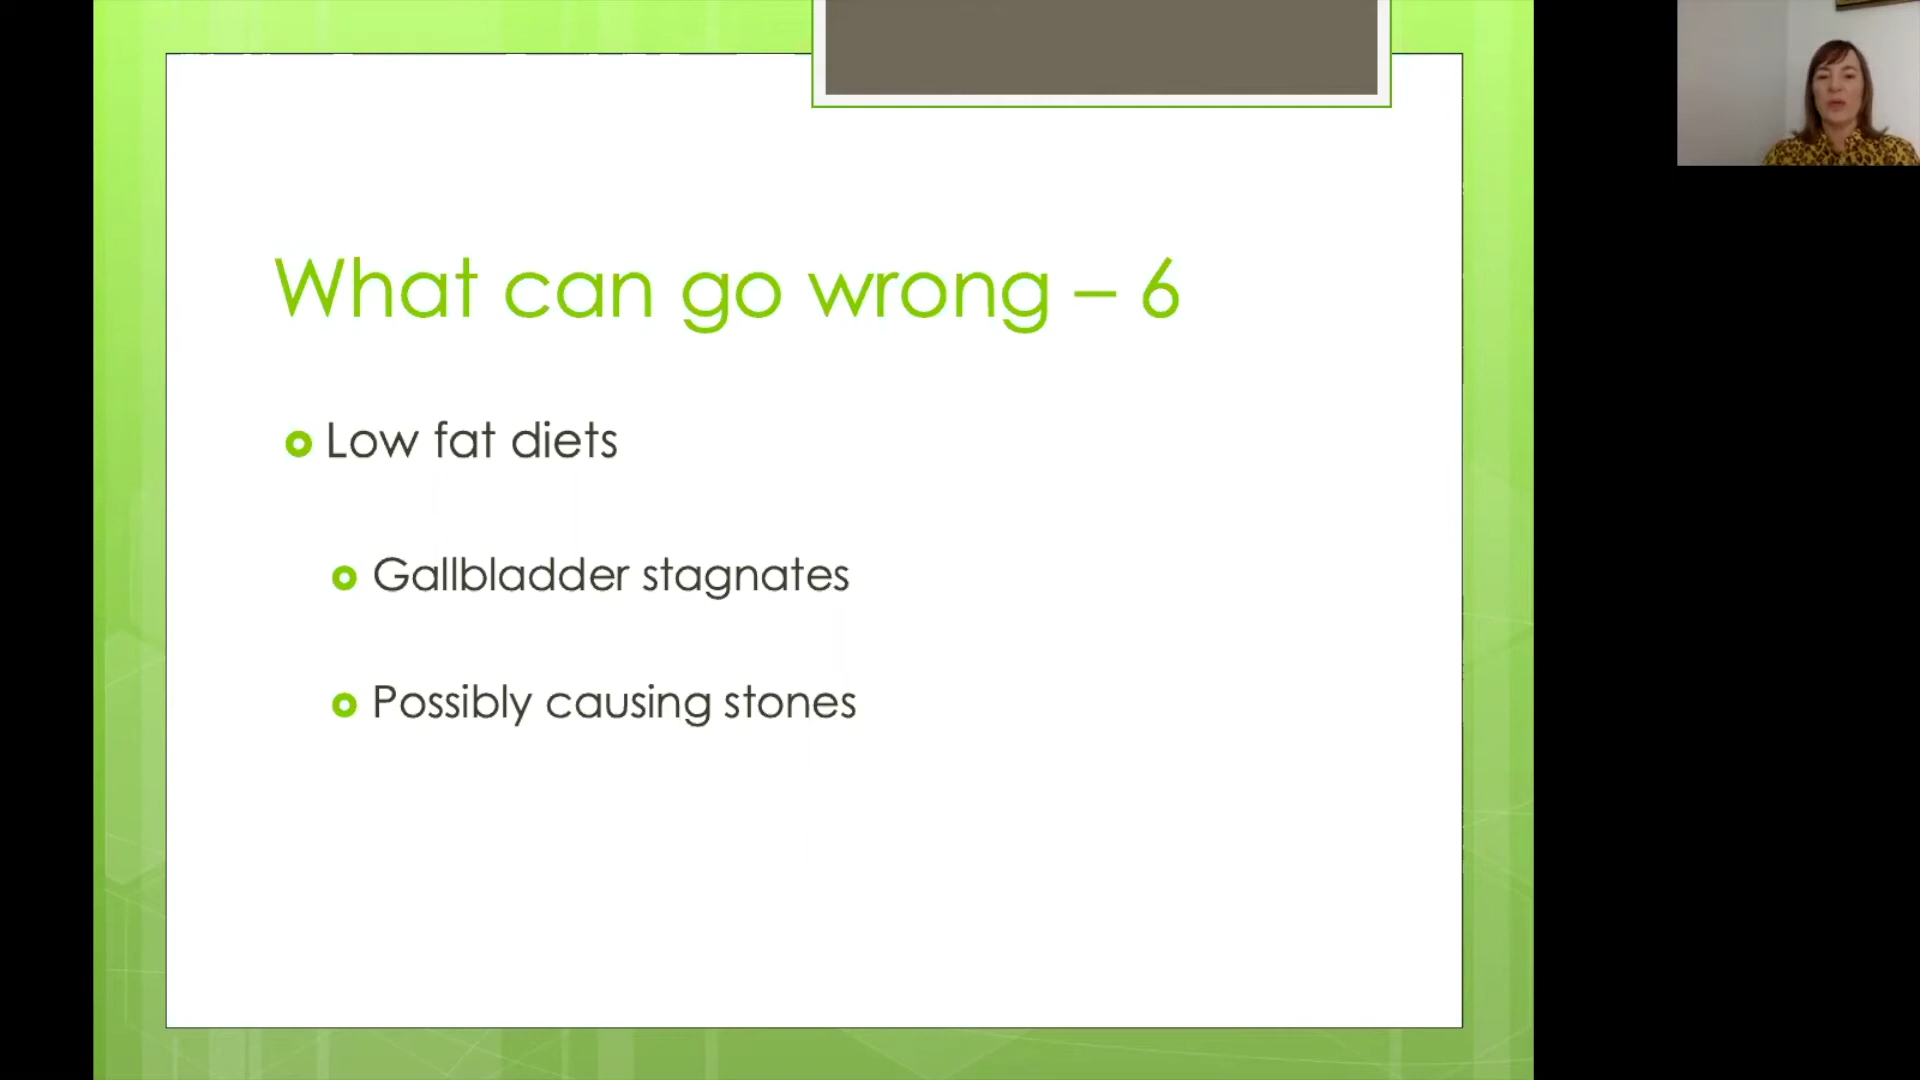 What can go wrong – 6
Low fat diets
Gallbladder stagnates
Possibly causing stones